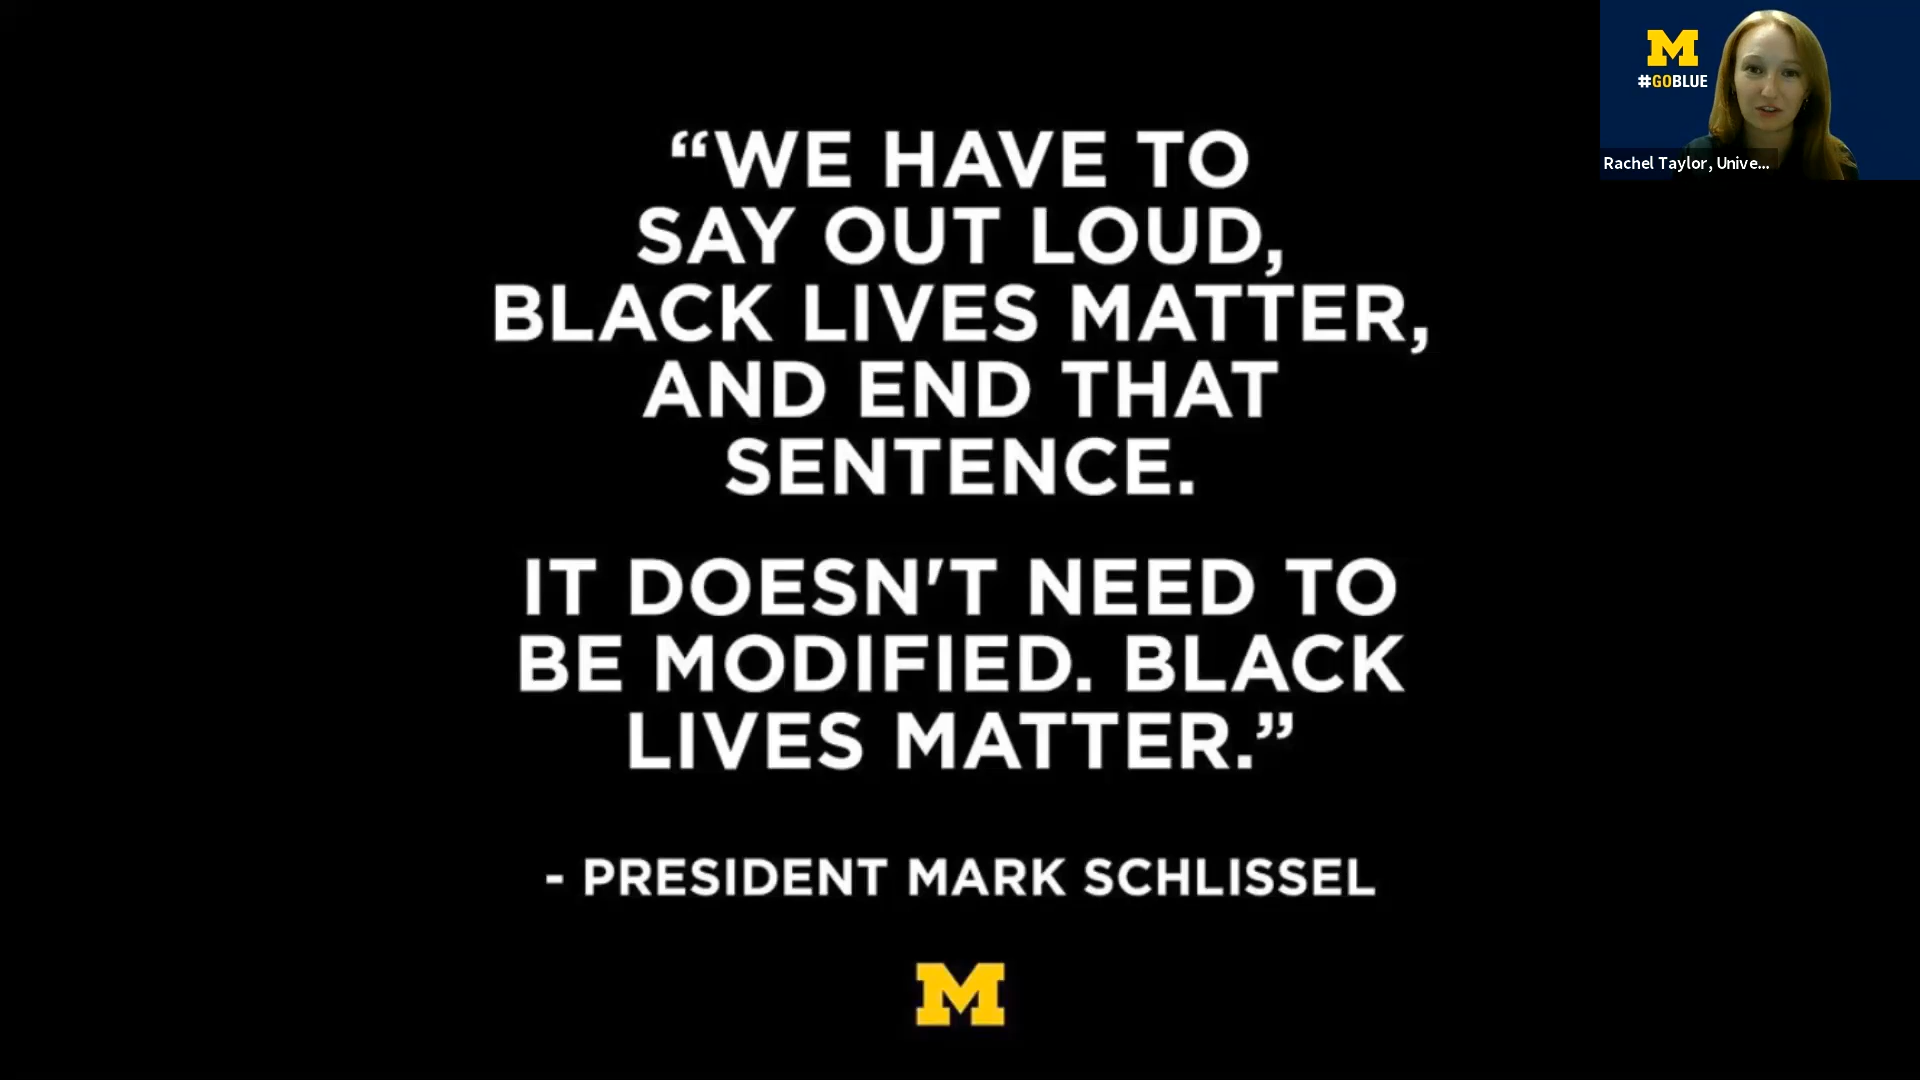 “WE HAVE TO
SAY OUT LOUD,
BLACK LIVES MATTER,
AND END THAT
SENTENCE.
IT DOESN'T NEED TO
BE MODIFIED. BLACK
LIVES MATTER.”
- PRESIDENT MARK SCHLISSEL
M
M
#GOBLUE
Rachel Taylor, Unive...